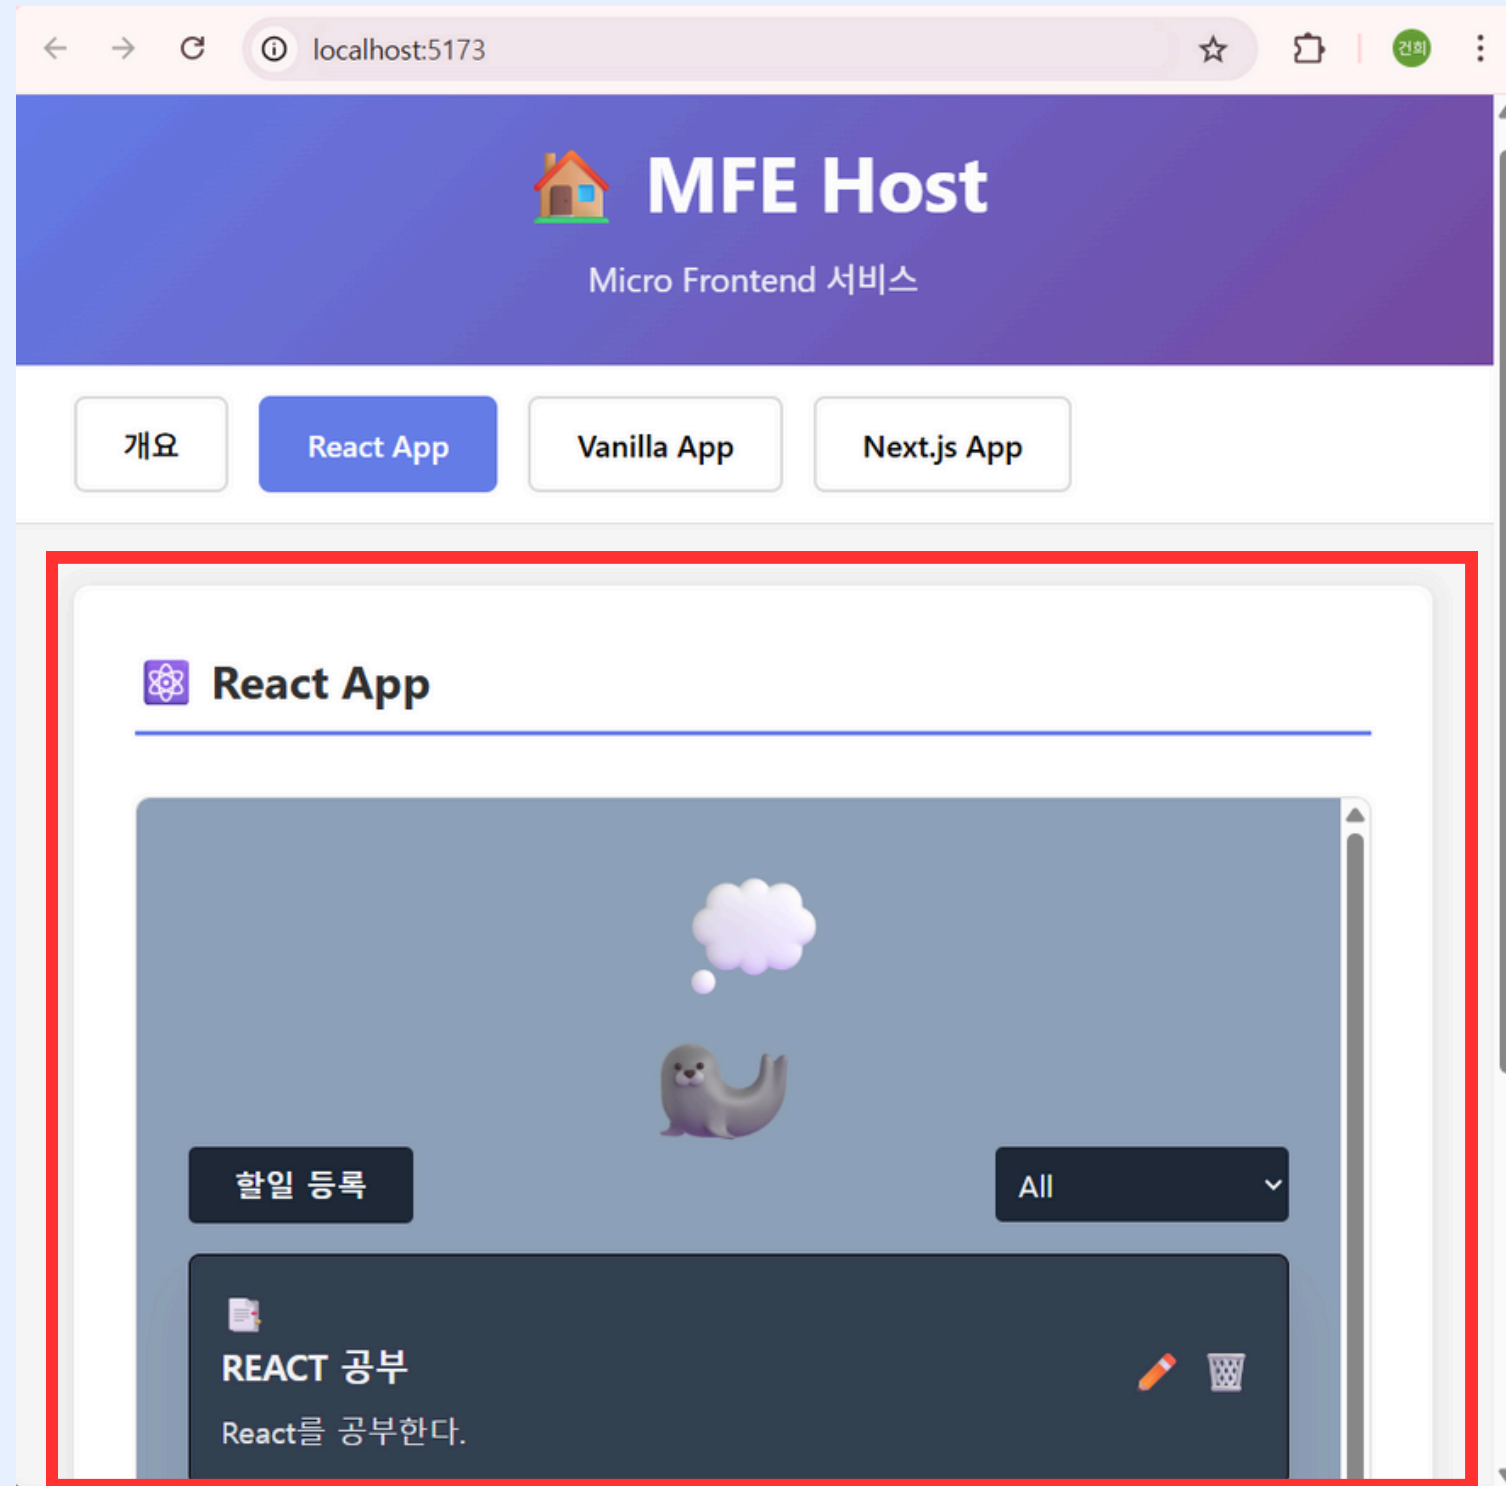 localhost:5173
건희
MFE Host
Micro Frontend 서비스
개요
React App
Vanilla App
Next.js App
React App
할일 등록
All
REACT 공부
React를 공부한다.